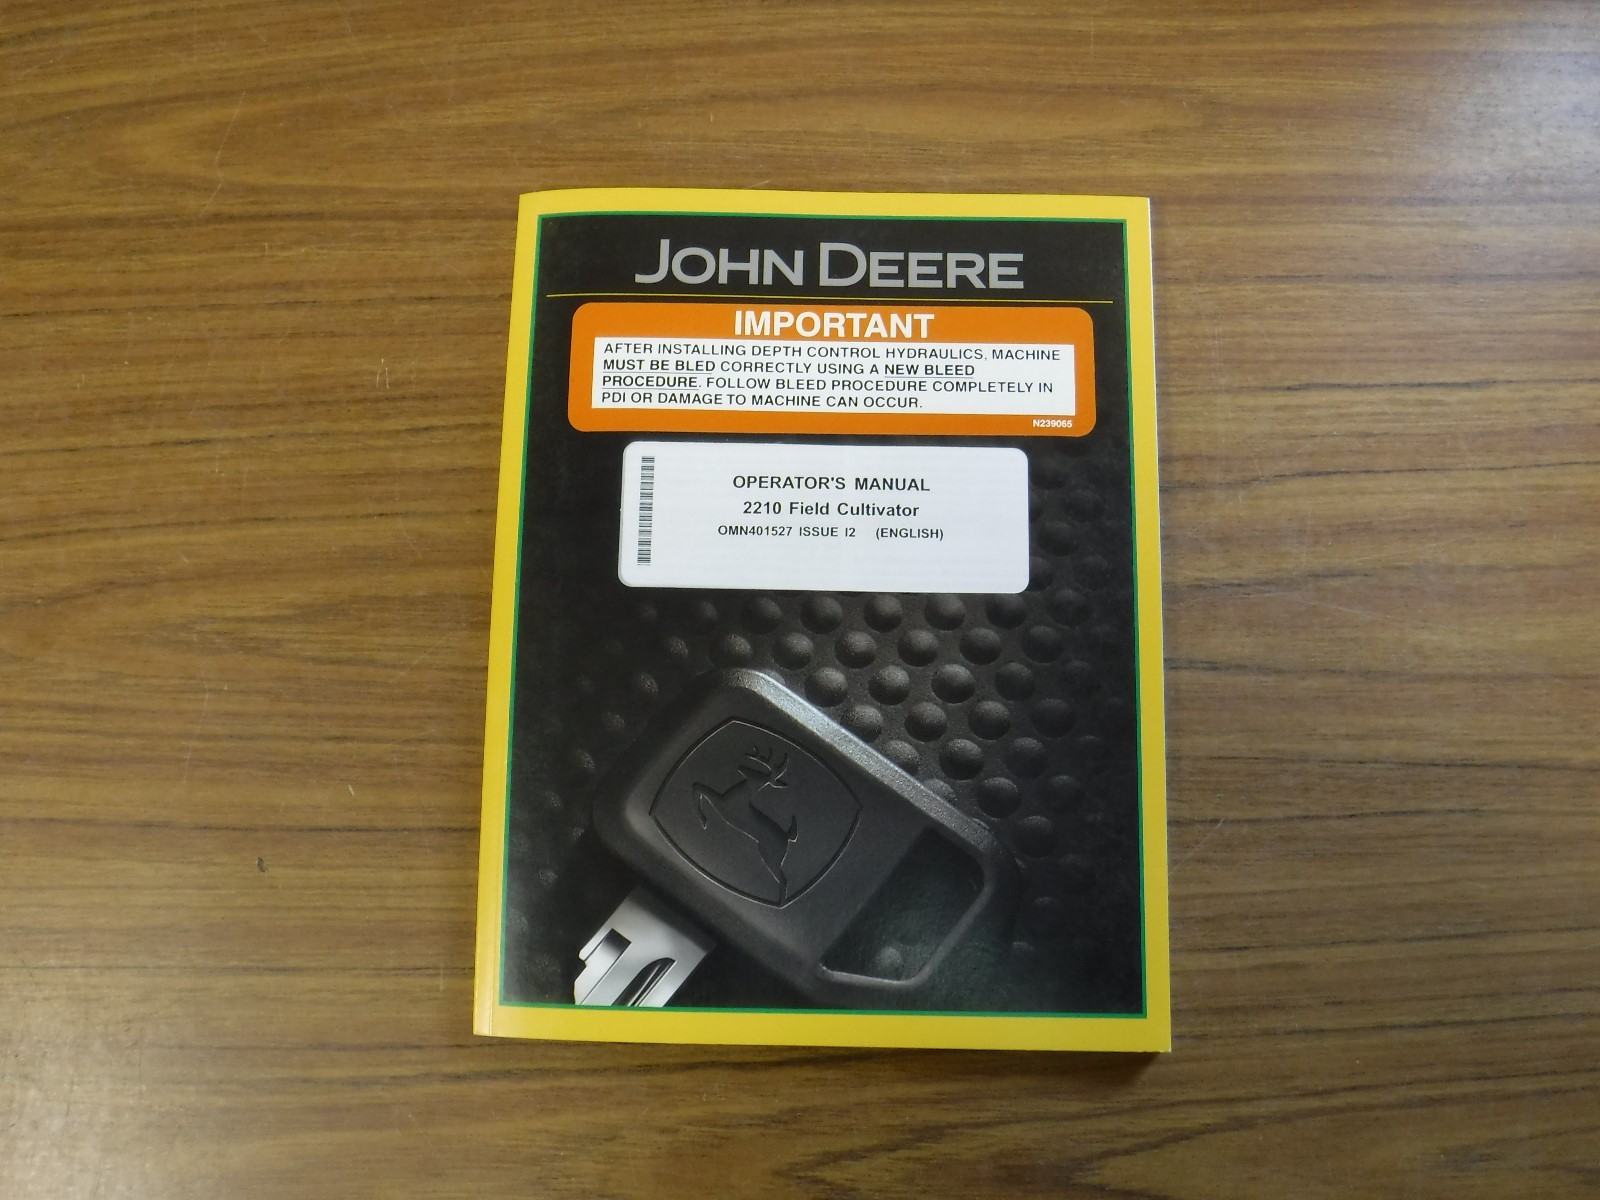 JOHN DEERE
IMPORTANT
AFTER INSTALLING DEPTH CONTROL HYDRAULICS, MACHINE
MUST BE BLED CORRECTLY USING A NEW BLEED
PROCEDURE. FOLLOW BLEED PROCEDURE COMPLETELY IN
PDI OR DAMAGE TO MACHINE CAN OCCUR.
N239065
OPERATOR'S MANUAL
2210 Field Cultivator
OMN401527 ISSUE I2 (ENGLISH)